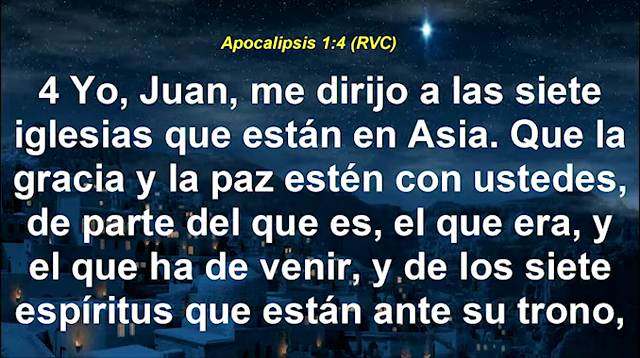 Apocalipsis 1:4 (RVC)
4 Yo, Juan, me dirijo a las siete
iglesias que están en Asia. Que la
gracia y la paz estén con ustedes,
de parte del que es, el que era, y
el que ha de venir, y de los siete
espíritus que están ante su trono,